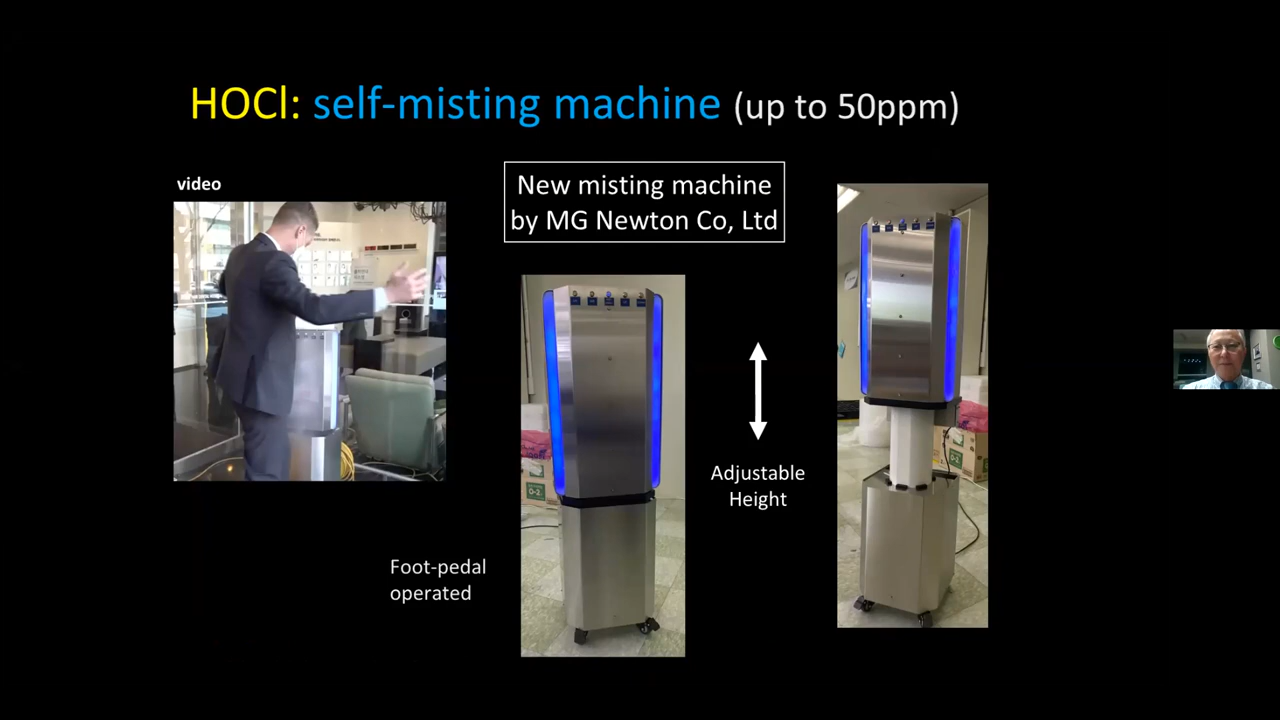 HOCl: self-misting machine (up to 50ppm)
video
New misting machine
by MG Newton Co, Ltd
Adjustable
Height
Foot-pedal
operated